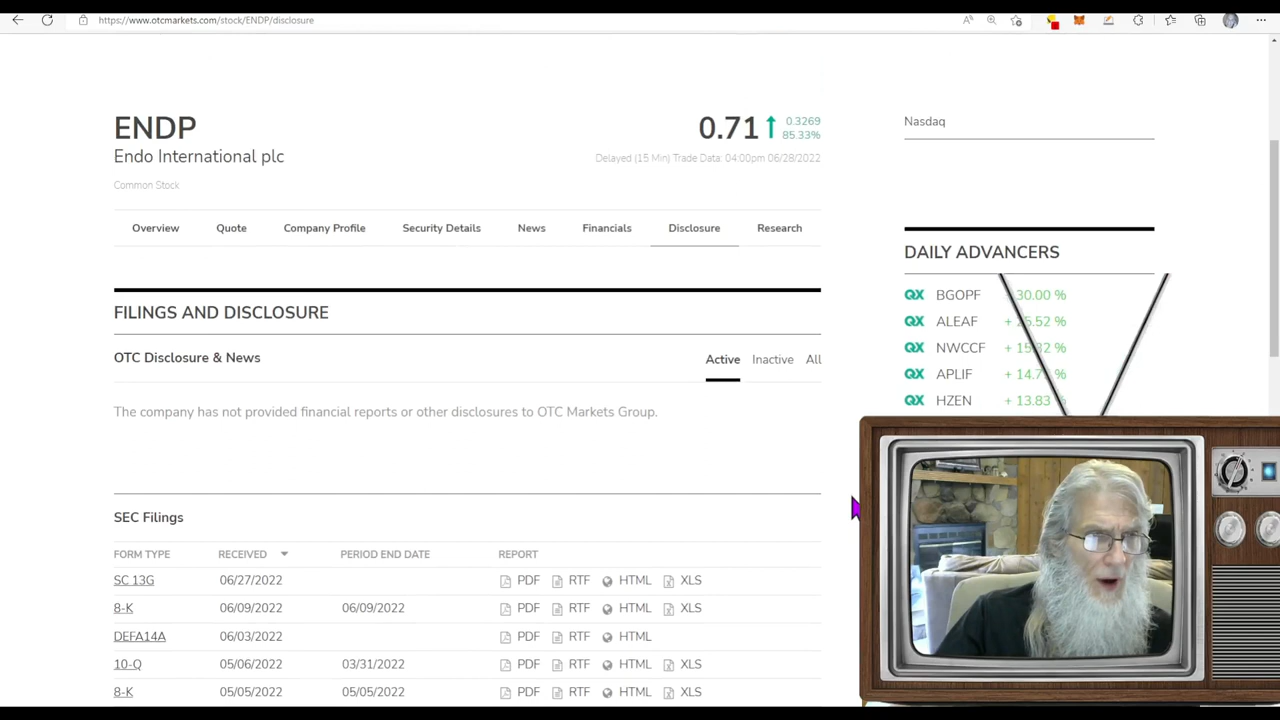 https://www.otcmarkets.com/stock/ENDP/disclosure
ENDP
Endo International plc
Common Stock
0.71 0.3269
85.33%
Delayed (15 Min) Trade Data: 04:00pm 06/28/2022
Nasdaq
Overview Quote Company Profile Security Details News Financials Disclosure Research
FILINGS AND DISCLOSURE
OTC Disclosure & News Active Inactive All
The company has not provided financial reports or other disclosures to OTC Markets Group.
SEC Filings
FORM TYPE RECEIVED PERIOD END DATE REPORT
SC 13G 06/27/2022 PDF RTF HTML XLS
8-K 06/09/2022 06/09/2022 PDF RTF HTML XLS
DEFA14A 06/03/2022 PDF RTF HTML
10-Q 05/06/2022 03/31/2022 PDF RTF HTML XLS
8-K 05/05/2022 05/05/2022 PDF RTF HTML XLS
DAILY ADVANCERS
QX BGOPF 30.00 %
QX ALEAF
QX NWCCF
QX APLIF
QX HZEN + 13.83